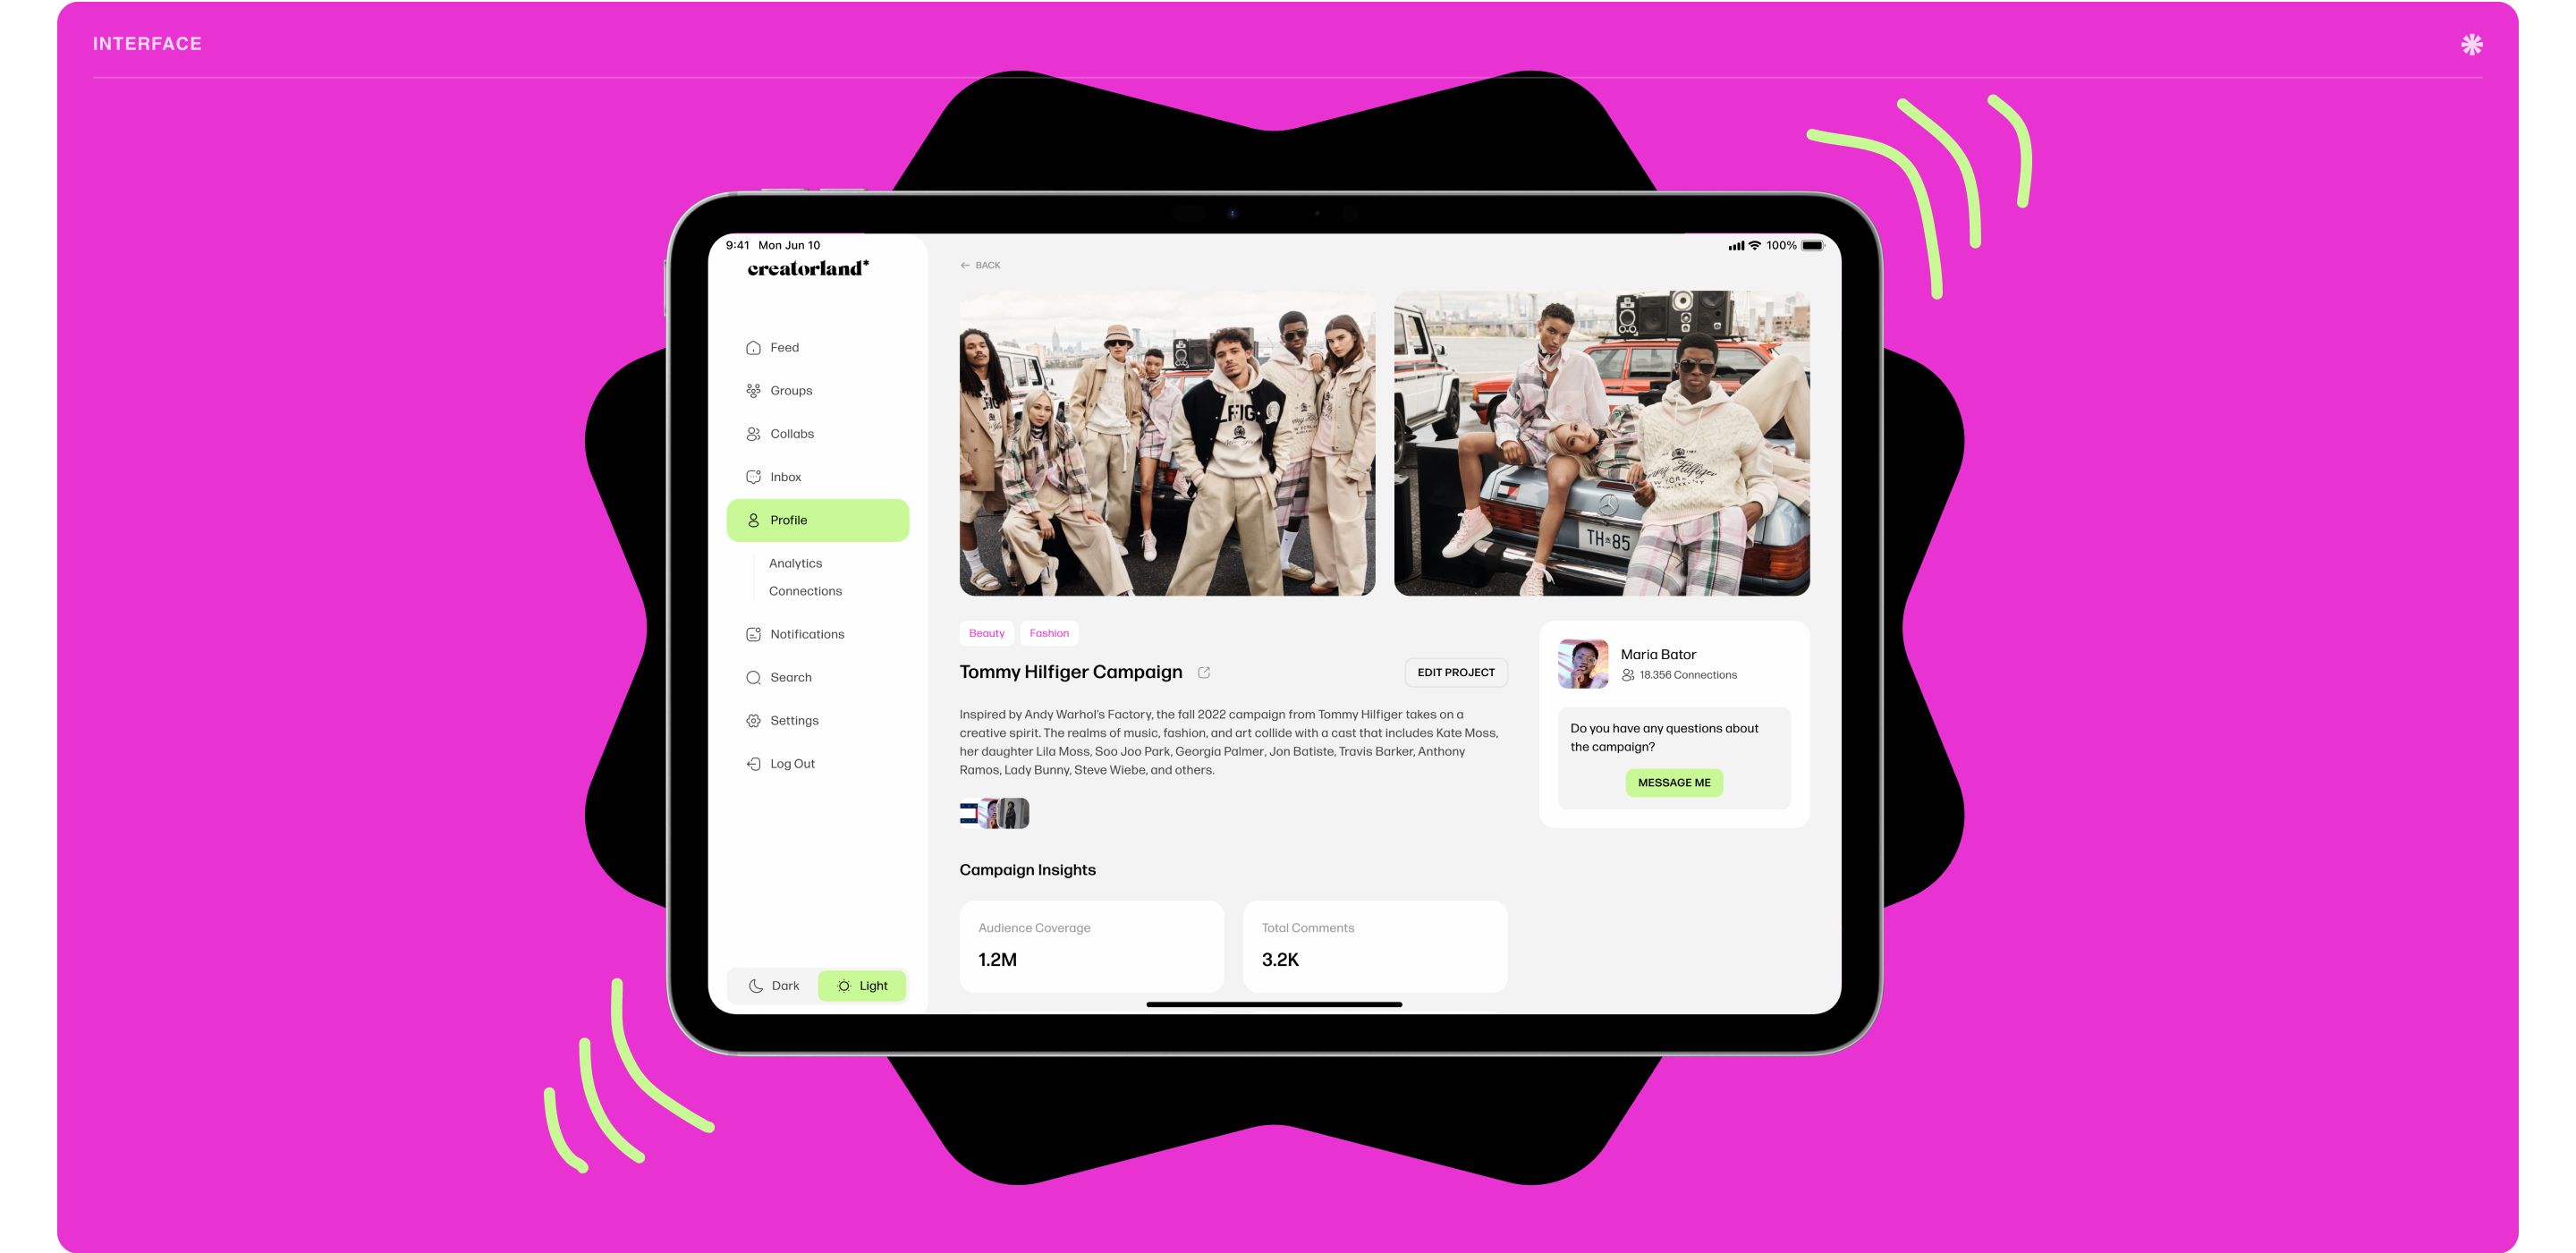 INTERFACE
9:41 Mon Jun 10
100%
creatorland*
BACK
Feed
Groups
Collabs
Inbox
Profile
Analytics
Connections
Notifications
Search
Settings
Log Out
Dark
Light
TH 85
Beauty
Fashion
Tommy Hilfiger Campaign
EDIT PROJECT
Inspired by Andy Warhol's Factory, the fall 2022 campaign from Tommy Hilfiger takes on a
creative spirit. The realms of music, fashion, and art collide with a cast that includes Kate Moss,
her daughter Lila Moss, Soo Joo Park, Georgia Palmer, Jon Batiste, Travis Barker, Anthony
Ramos, Lady Bunny, Steve Wiebe, and others.
Maria Bator
18.356 Connections
Do you have any questions about
the campaign?
MESSAGE ME
Campaign Insights
Audience Coverage
1.2M
Total Comments
3.2K